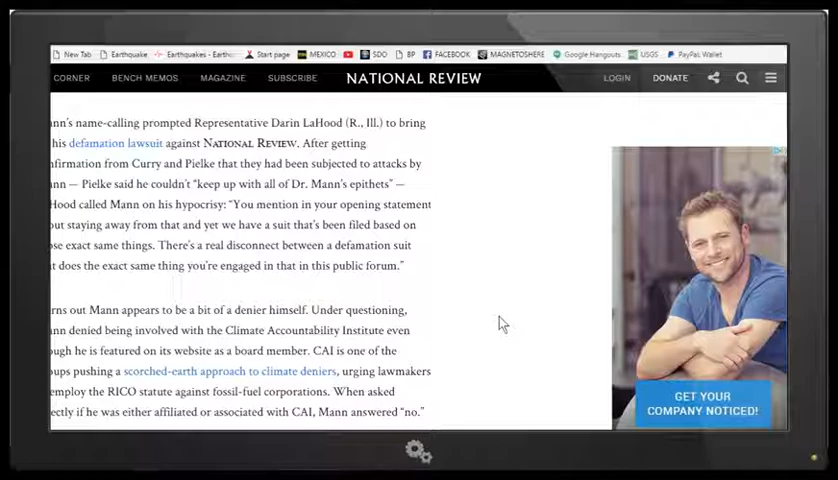 New Tab Earthquake Earthquakes - Earthq Start page MEXICO SDO BP FACEBOOK MAGNETOSHERE Google Hangouts USGS PayPal Wallet
CORNER BENCH MEMOS MAGAZINE SUBSCRIBE NATIONAL REVIEW LOGIN DONATE
nn's name-calling prompted Representative Darin LaHood (R., Ill.) to bring
his defamation lawsuit against NATIONAL REVIEW. After getting
nfirmation from Curry and Pielke that they had been subjected to attacks by
nn — Pielke said he couldn't "keep up with all of Dr. Mann's epithets" —
Hood called Mann on his hypocrisy: "You mention in your opening statement
out staying away from that and yet we have a suit that's been filed based on
ose exact same things. There's a real disconnect between a defamation suit
t does the exact same thing you're engaged in that in this public forum."
rns out Mann appears to be a bit of a denier himself. Under questioning,
nn denied being involved with the Climate Accountability Institute even
ough he is featured on its website as a board member. CAI is one of the
oups pushing a scorched-earth approach to climate deniers, urging lawmakers
employ the RICO statute against fossil-fuel corporations. When asked
ectly if he was either affiliated or associated with CAI, Mann answered "no."
GET YOUR
COMPANY NOTICED!